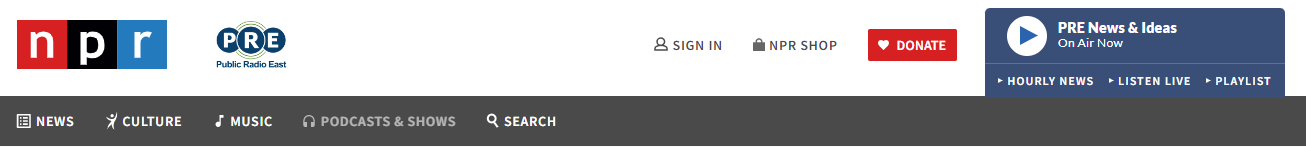 npr
PRE
Public Radio East
SIGN IN
NPR SHOP
DONATE
PRE News & Ideas
On Air Now
HOURLY NEWS
LISTEN LIVE
PLAYLIST
NEWS
CULTURE
MUSIC
PODCASTS & SHOWS
SEARCH